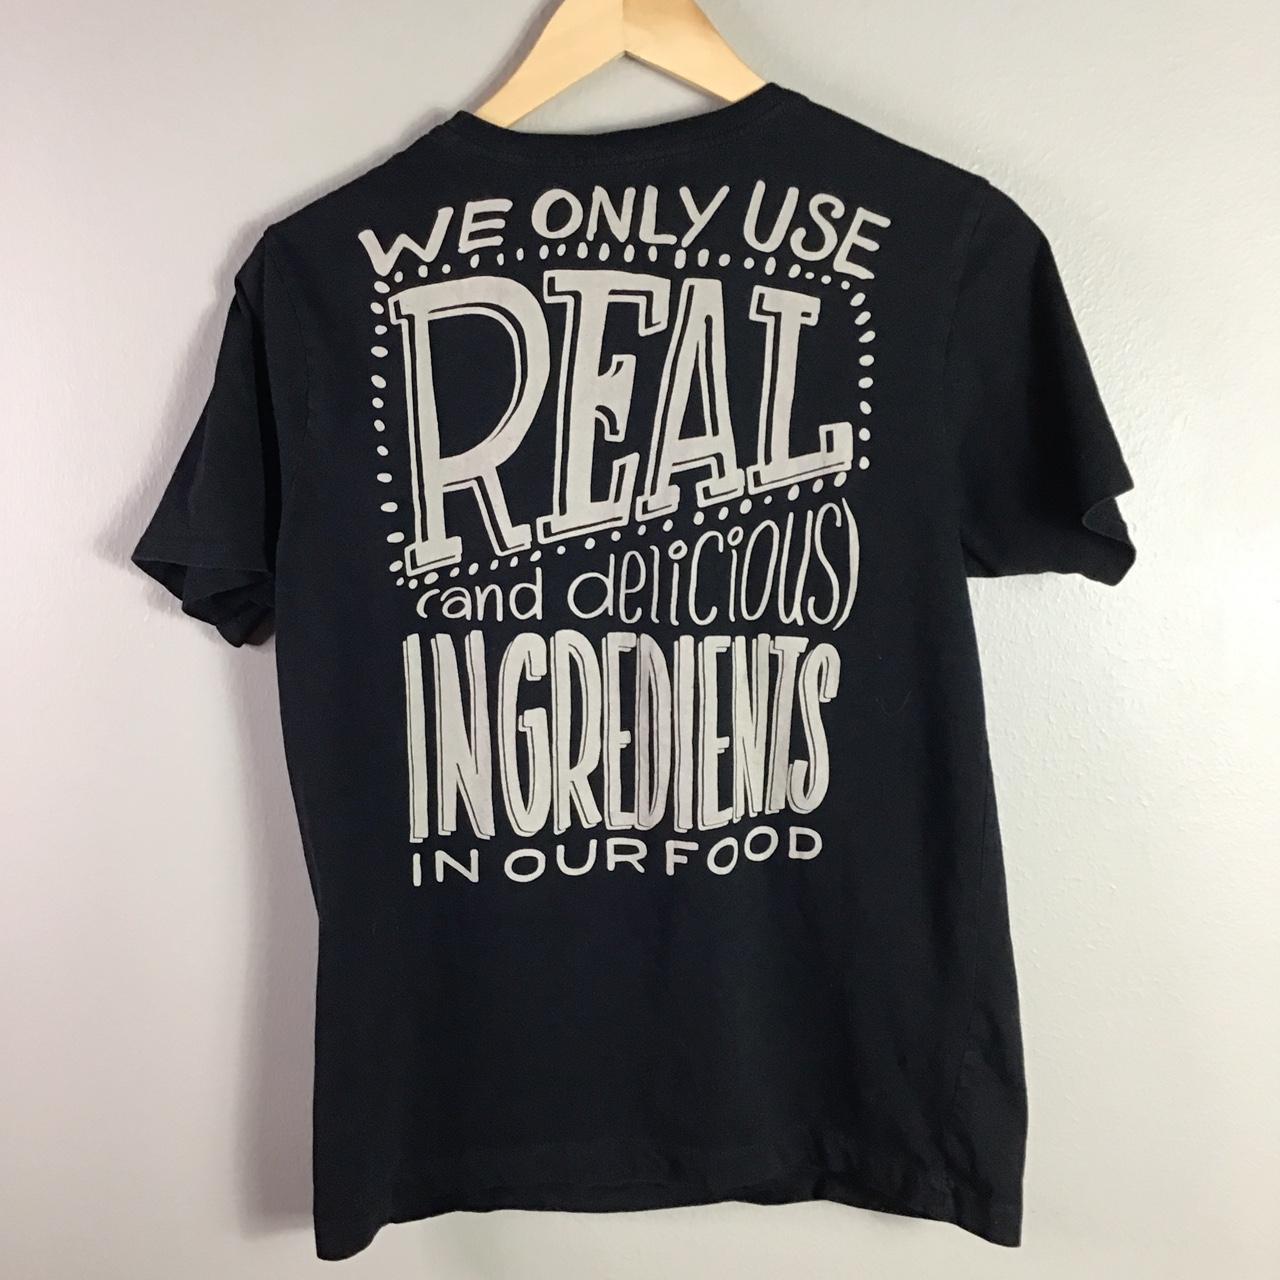 WE ONLY USE
REAL
(and delicious)
INGREDIENTS
IN OUR FOOD